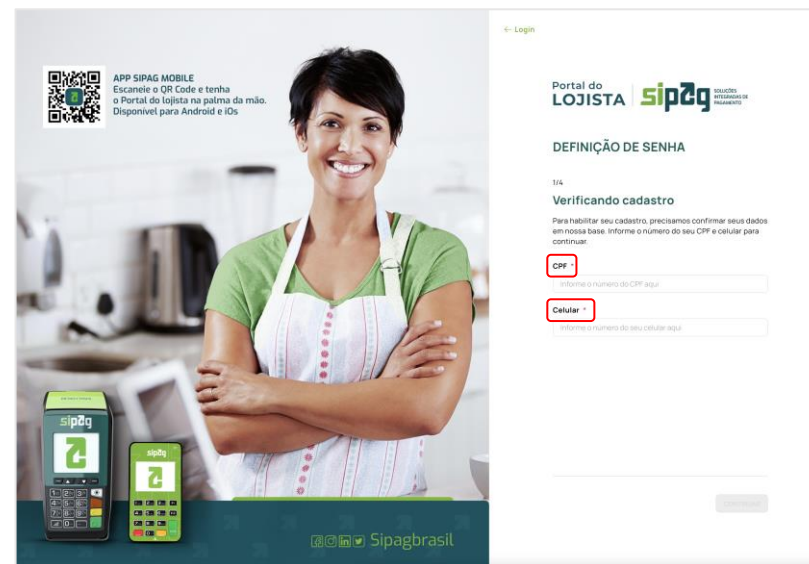 APP SIPAG MOBILE
Escaneie o QR Code e tenha
o Portal do lojista na palma da mão.
Disponível para Android e iOs
sipag
sipag
Sipagbrasil
← Login
Portal do
LOJISTA
sipag
SOLUÇÕES
INTEGRADAS DE
PAGAMENTO
DEFINIÇÃO DE SENHA
1/4
Verificando cadastro
Para habilitar seu cadastro, precisamos confirmar seus dados
em nossa base. Informe o número do seu CPF e celular para
continuar.
CPF *
Informe o número do CPF aqui
Celular *
Informe o número do seu celular aqui